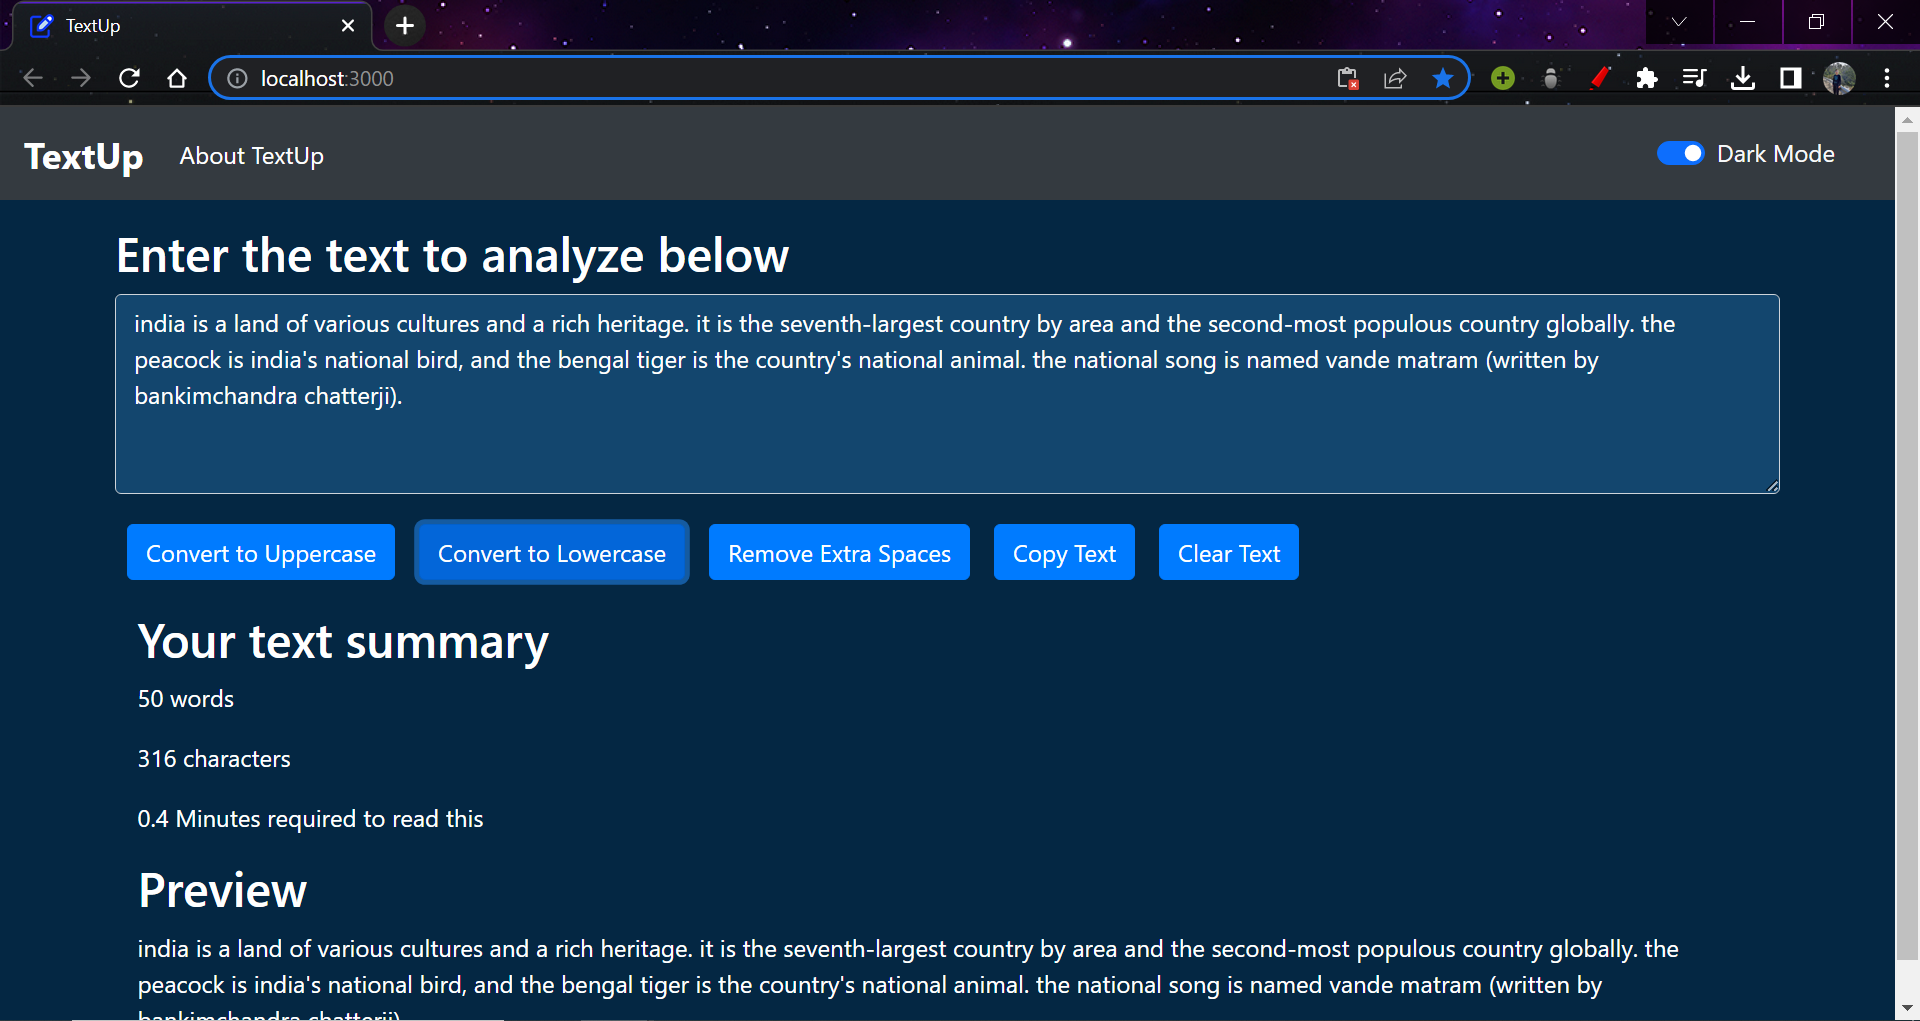 TextUp
localhost:3000
TextUp About TextUp Dark Mode
Enter the text to analyze below
india is a land of various cultures and a rich heritage. it is the seventh-largest country by area and the second-most populous country globally. the
peacock is india's national bird, and the bengal tiger is the country's national animal. the national song is named vande matram (written by
bankimchandra chatterji).
Convert to Uppercase Convert to Lowercase Remove Extra Spaces Copy Text Clear Text
Your text summary
50 words
316 characters
0.4 Minutes required to read this
Preview
india is a land of various cultures and a rich heritage. it is the seventh-largest country by area and the second-most populous country globally. the
peacock is india's national bird, and the bengal tiger is the country's national animal. the national song is named vande matram (written by
bankimchandra chatterji)